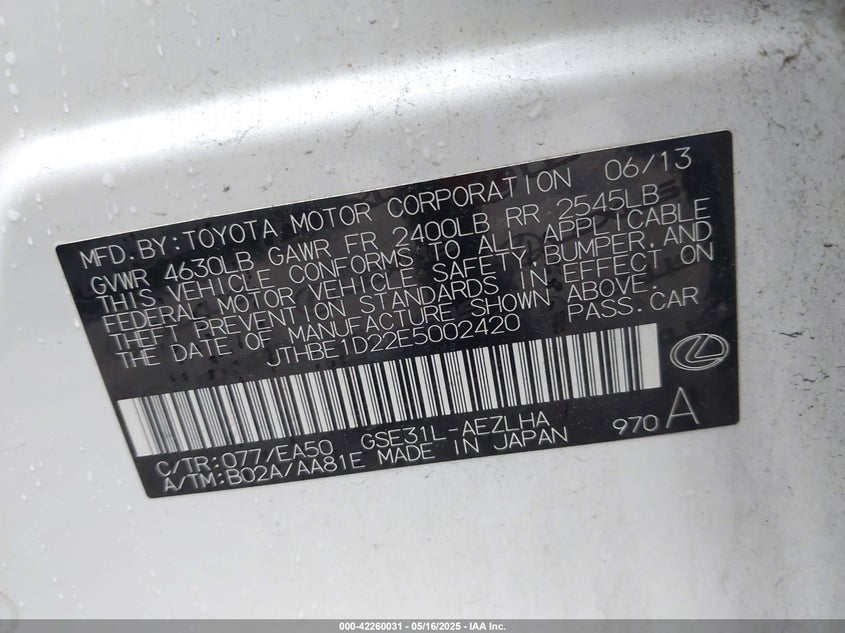 MFD.BY:TOYOTA MOTOR CORPORATION 06/13
GVWR 4630LB GAWR FR 2400LB RR 2545LB
THIS VEHICLE CONFORMS TO ALL APPLICABLE
FEDERAL MOTOR VEHICLE SAFETY,BUMPER,AND
THEFT PREVENTION STANDARDS IN EFFECT ON
THE DATE OF MANUFACTURE SHOWN ABOVE.
JTHBE1D22E5002420 PASS.CAR
C/TR:077/EA50 GSE31L-AEZLHA 970A
A/TM:B02A/AA81E MADE IN JAPAN
000-42260031 - 05/16/2025 - IAA Inc.